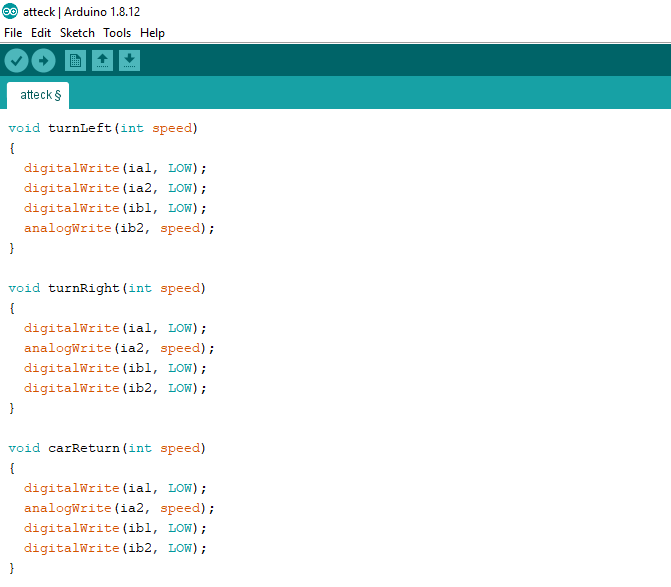 atteck | Arduino 1.8.12
File Edit Sketch Tools Help
atteck §
void turnLeft(int speed)
{
  digitalWrite(ia1, LOW);
  digitalWrite(ia2, LOW);
  digitalWrite(ib1, LOW);
  analogWrite(ib2, speed);
}

void turnRight(int speed)
{
  digitalWrite(ia1, LOW);
  analogWrite(ia2, speed);
  digitalWrite(ib1, LOW);
  digitalWrite(ib2, LOW);
}

void carReturn(int speed)
{
  digitalWrite(ia1, LOW);
  analogWrite(ia2, speed);
  digitalWrite(ib1, LOW);
  digitalWrite(ib2, LOW);
}